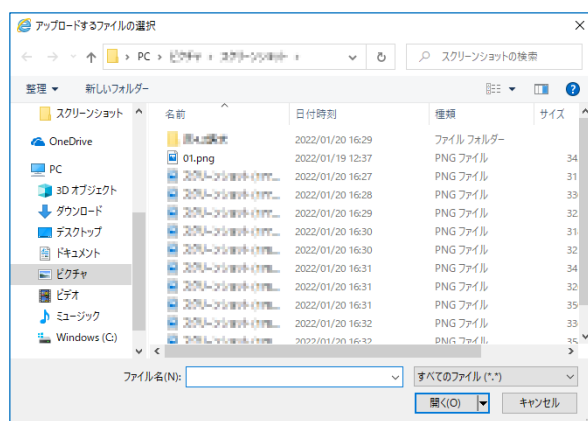 アップロードするファイルの選択
PC
スクリーンショットの検索
整理 新しいフォルダー
名前 日付時刻 種類 サイズ
スクリーンショット
OneDrive
PC
3D オブジェクト
ダウンロード
デスクトップ
ドキュメント
ピクチャ
ビデオ
ミュージック
Windows (C:)
2022/01/20 16:29 ファイル フォルダー
01.png 2022/01/19 12:37 PNG ファイル 34
2022/01/20 16:27 PNG ファイル 31
2022/01/20 16:28 PNG ファイル 33
2022/01/20 16:29 PNG ファイル 32
2022/01/20 16:30 PNG ファイル 31
2022/01/20 16:30 PNG ファイル 32
2022/01/20 16:31 PNG ファイル 34
2022/01/20 16:31 PNG ファイル 32
2022/01/20 16:31 PNG ファイル 35
2022/01/20 16:32 PNG ファイル 33
2022/01/20 16:32 PNG ファイル 35
ファイル名(N): すべてのファイル (*.*)
開く(O) キャンセル